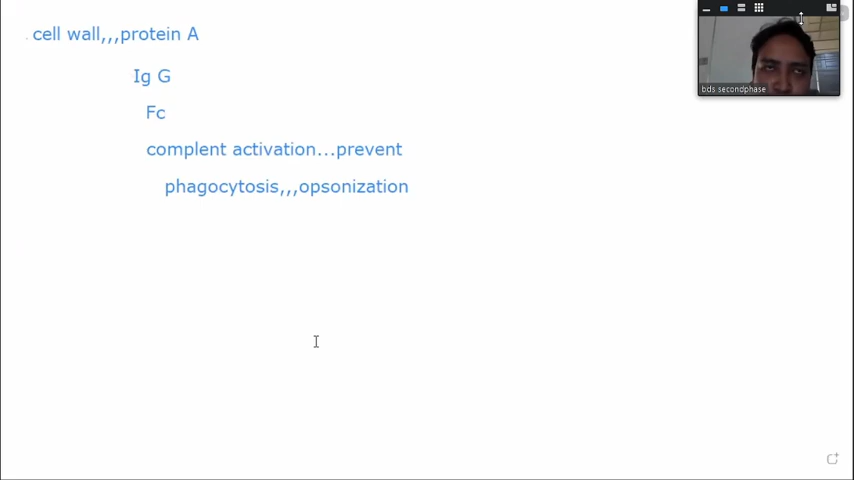 cell wall,,,protein A
Ig G
Fc
complent activation...prevent
phagocytosis,,,opsonization
bds secondphase